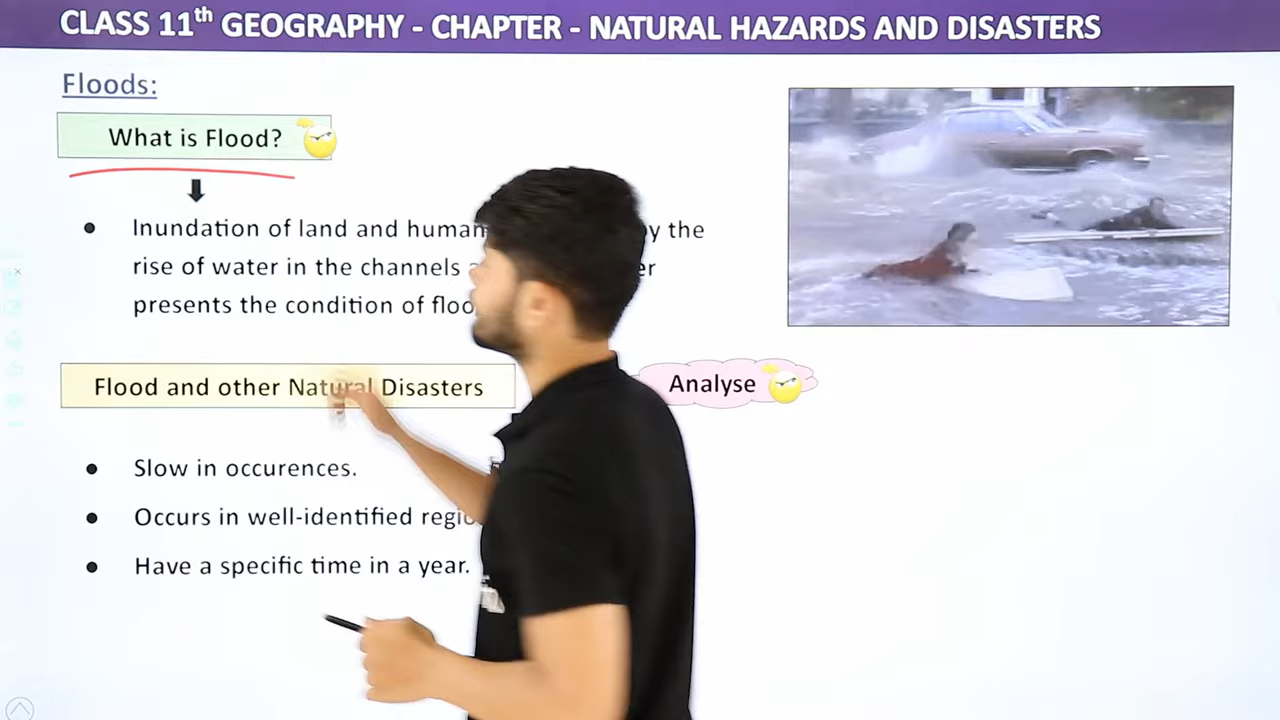 CLASS 11th GEOGRAPHY - CHAPTER - NATURAL HAZARDS AND DISASTERS
Floods:
What is Flood?
Inundation of land and human y the
rise of water in the channels er
presents the condition of floo
Flood and other Natural Disasters
Analyse
Slow in occurences.
Occurs in well-identified regio
Have a specific time in a year.